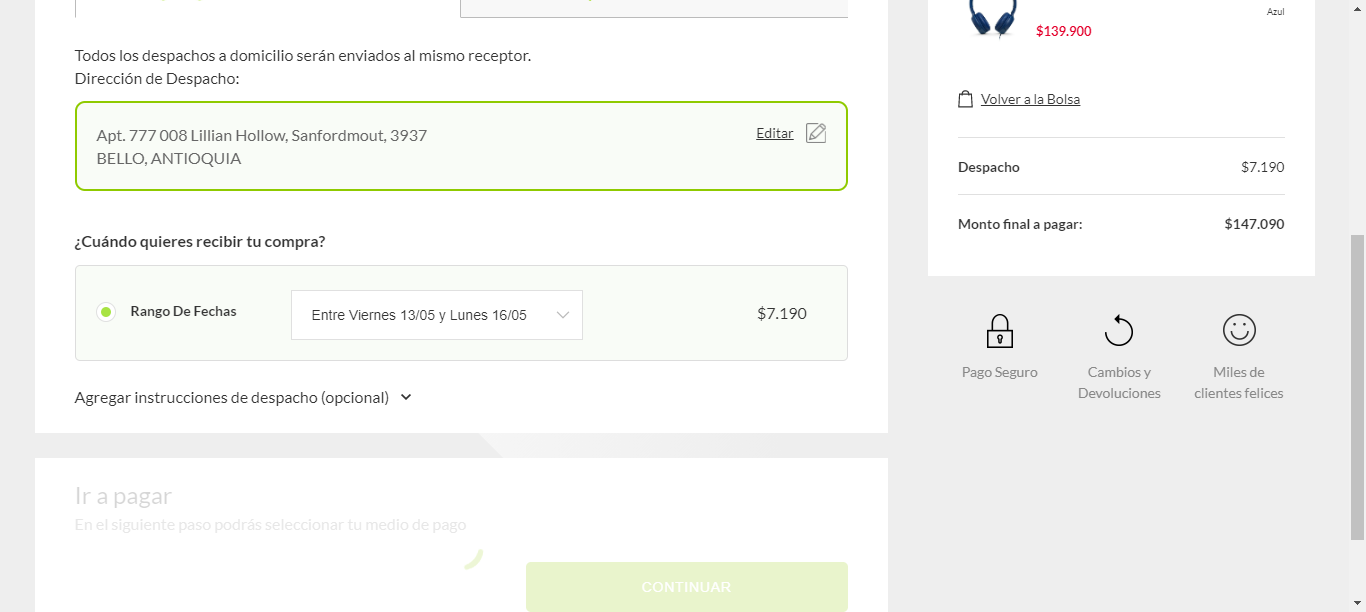 Todos los despachos a domicilio serán enviados al mismo receptor.
Dirección de Despacho:
Apt. 777 008 Lillian Hollow, Sanfordmout, 3937
BELLO, ANTIOQUIA
Editar
¿Cuándo quieres recibir tu compra?
Rango De Fechas
Entre Viernes 13/05 y Lunes 16/05
$7.190
Agregar instrucciones de despacho (opcional)
Ir a pagar
En el siguiente paso podrás seleccionar tu medio de pago
CONTINUAR
Azul
$139.900
Volver a la Bolsa
Despacho
$7.190
Monto final a pagar:
$147.090
Pago Seguro
Cambios y
Devoluciones
Miles de
clientes felices